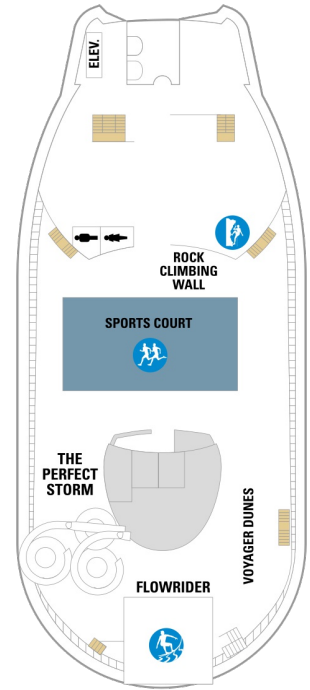 ELEV.
ROCK
CLIMBING
WALL
SPORTS COURT
THE
PERFECT
STORM
VOYAGER DUNES
FLOWRIDER